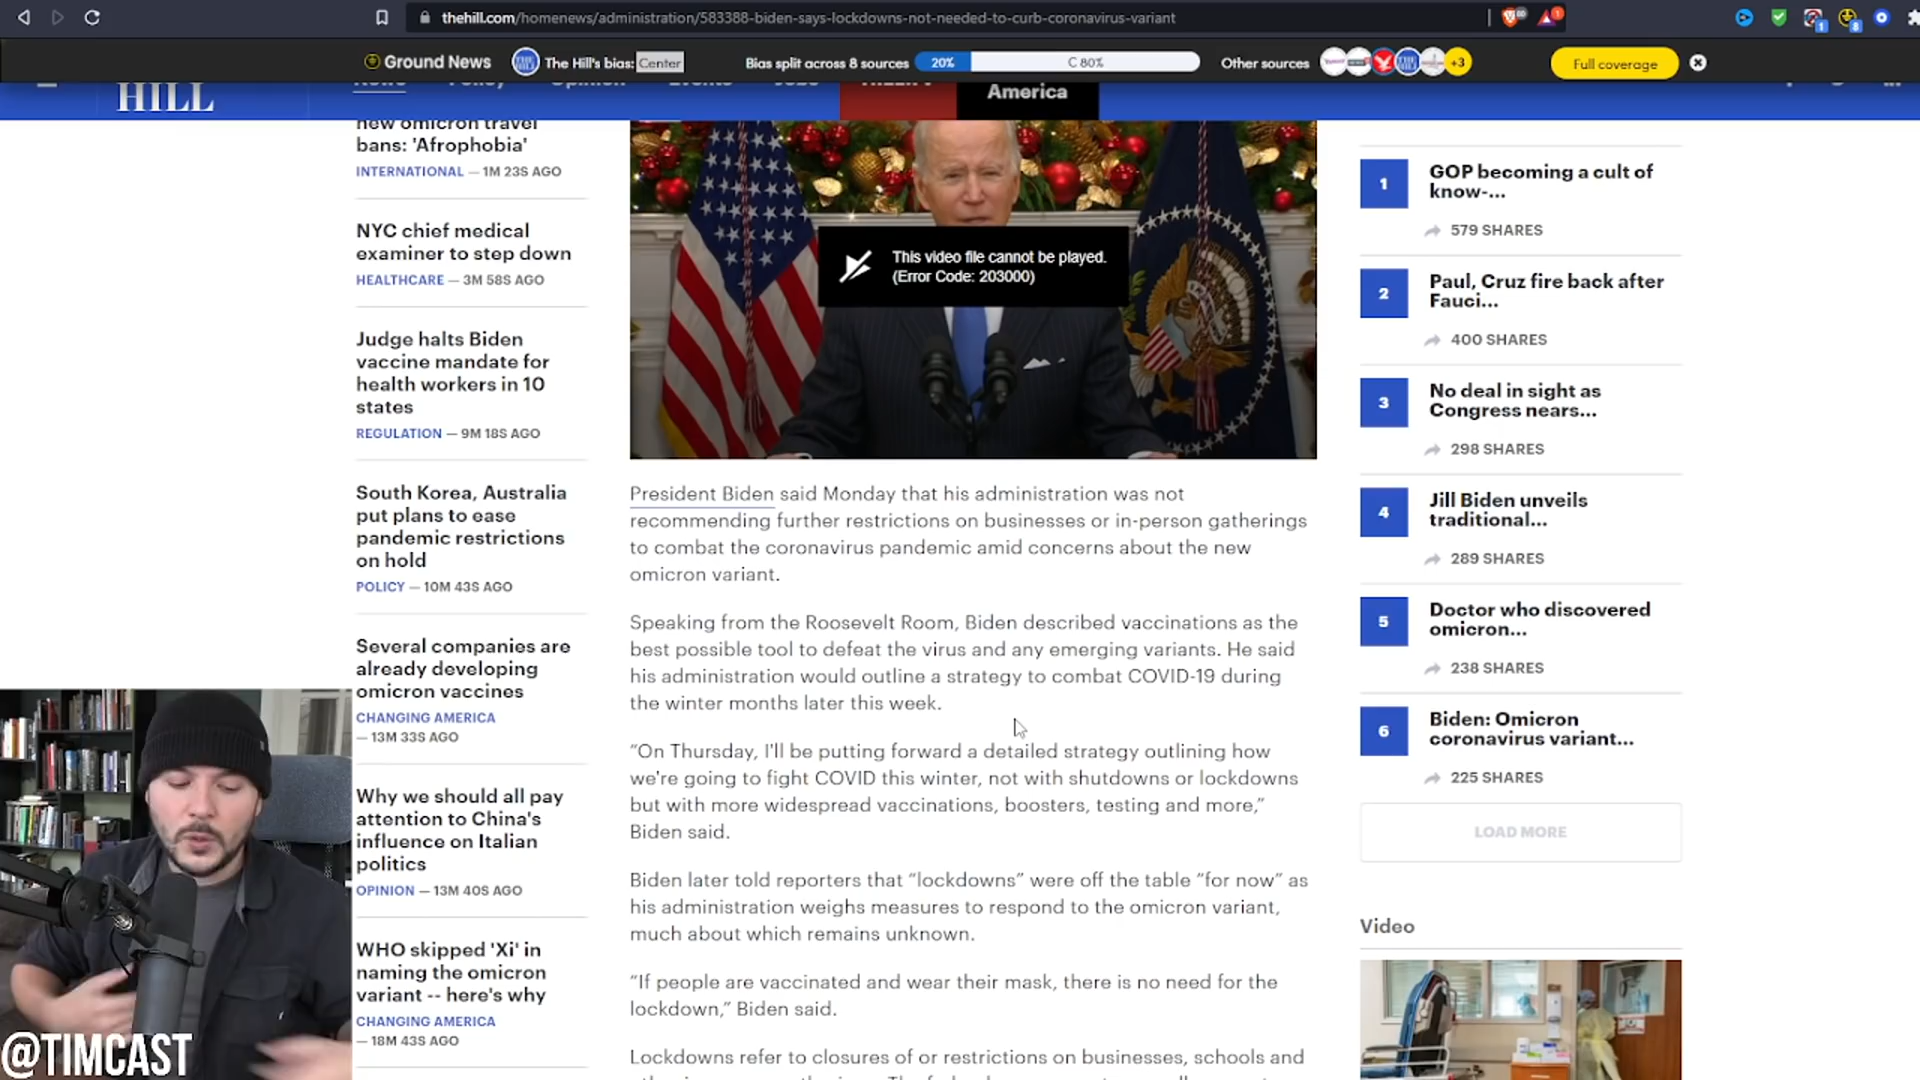 thehill.com/homenews/administration/583388-biden-says-lockdowns-not-needed-to-curb-coronavirus-variant
Ground News
The Hill's bias: Center
Bias split across 8 sources
20%
C 80%
Other sources
+3
Full coverage
HILL
News
Policy
Opinion
Events
Jobs
America
new omicron travel
bans: 'Afrophobia'
INTERNATIONAL — 1M 23S AGO
NYC chief medical
examiner to step down
HEALTHCARE — 3M 58S AGO
Judge halts Biden
vaccine mandate for
health workers in 10
states
REGULATION — 9M 18S AGO
South Korea, Australia
put plans to ease
pandemic restrictions
on hold
POLICY — 10M 43S AGO
Several companies are
already developing
omicron vaccines
CHANGING AMERICA
— 13M 33S AGO
Why we should all pay
attention to China's
influence on Italian
politics
OPINION — 13M 40S AGO
WHO skipped 'Xi' in
naming the omicron
variant -- here's why
CHANGING AMERICA
— 18M 43S AGO
@TIMCAST
This video file cannot be played.
(Error Code: 203000)
President Biden said Monday that his administration was not
recommending further restrictions on businesses or in-person gatherings
to combat the coronavirus pandemic amid concerns about the new
omicron variant.
Speaking from the Roosevelt Room, Biden described vaccinations as the
best possible tool to defeat the virus and any emerging variants. He said
his administration would outline a strategy to combat COVID-19 during
the winter months later this week.
“On Thursday, I'll be putting forward a detailed strategy outlining how
we're going to fight COVID this winter, not with shutdowns or lockdowns
but with more widespread vaccinations, boosters, testing and more,”
Biden said.
Biden later told reporters that “lockdowns” were off the table “for now” as
his administration weighs measures to respond to the omicron variant,
much about which remains unknown.
“If people are vaccinated and wear their mask, there is no need for the
lockdown,” Biden said.
Lockdowns refer to closures of or restrictions on businesses, schools and
1
GOP becoming a cult of
know-...
579 SHARES
2
Paul, Cruz fire back after
Fauci...
400 SHARES
3
No deal in sight as
Congress nears...
298 SHARES
4
Jill Biden unveils
traditional...
289 SHARES
5
Doctor who discovered
omicron...
238 SHARES
6
Biden: Omicron
coronavirus variant...
225 SHARES
LOAD MORE
Video